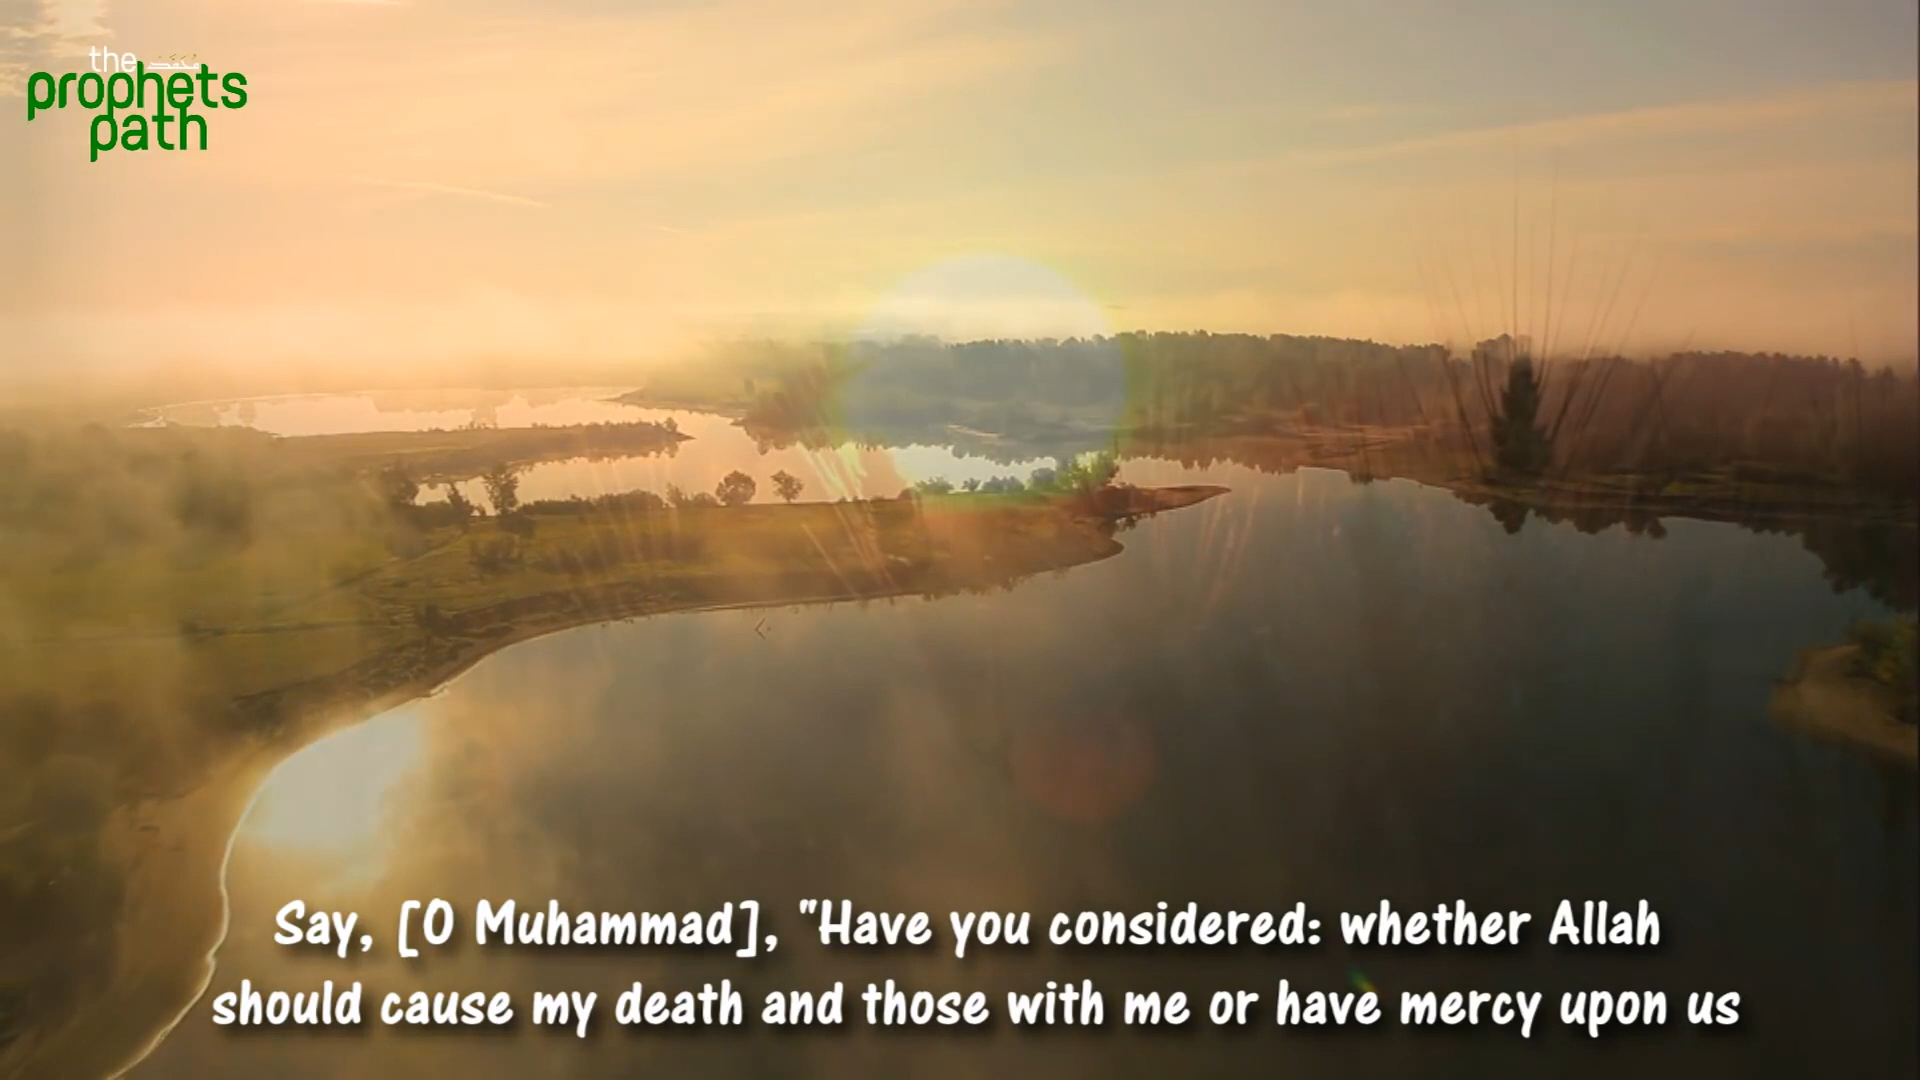 the
prophets
path
Say, [O Muhammad], "Have you considered: whether Allah
should cause my death and those with me or have mercy upon us